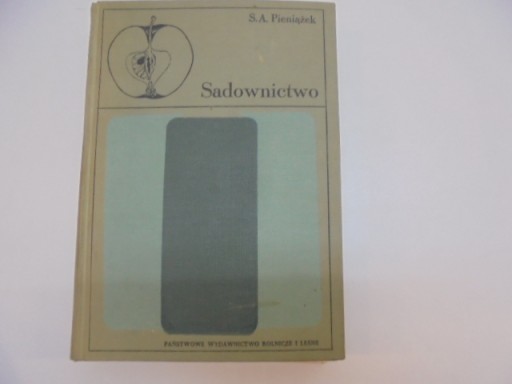 S.A. Pieniążek
Sadownictwo
PAŃSTWOWE WYDAWNICTWO ROLNICZE I LEŚNE